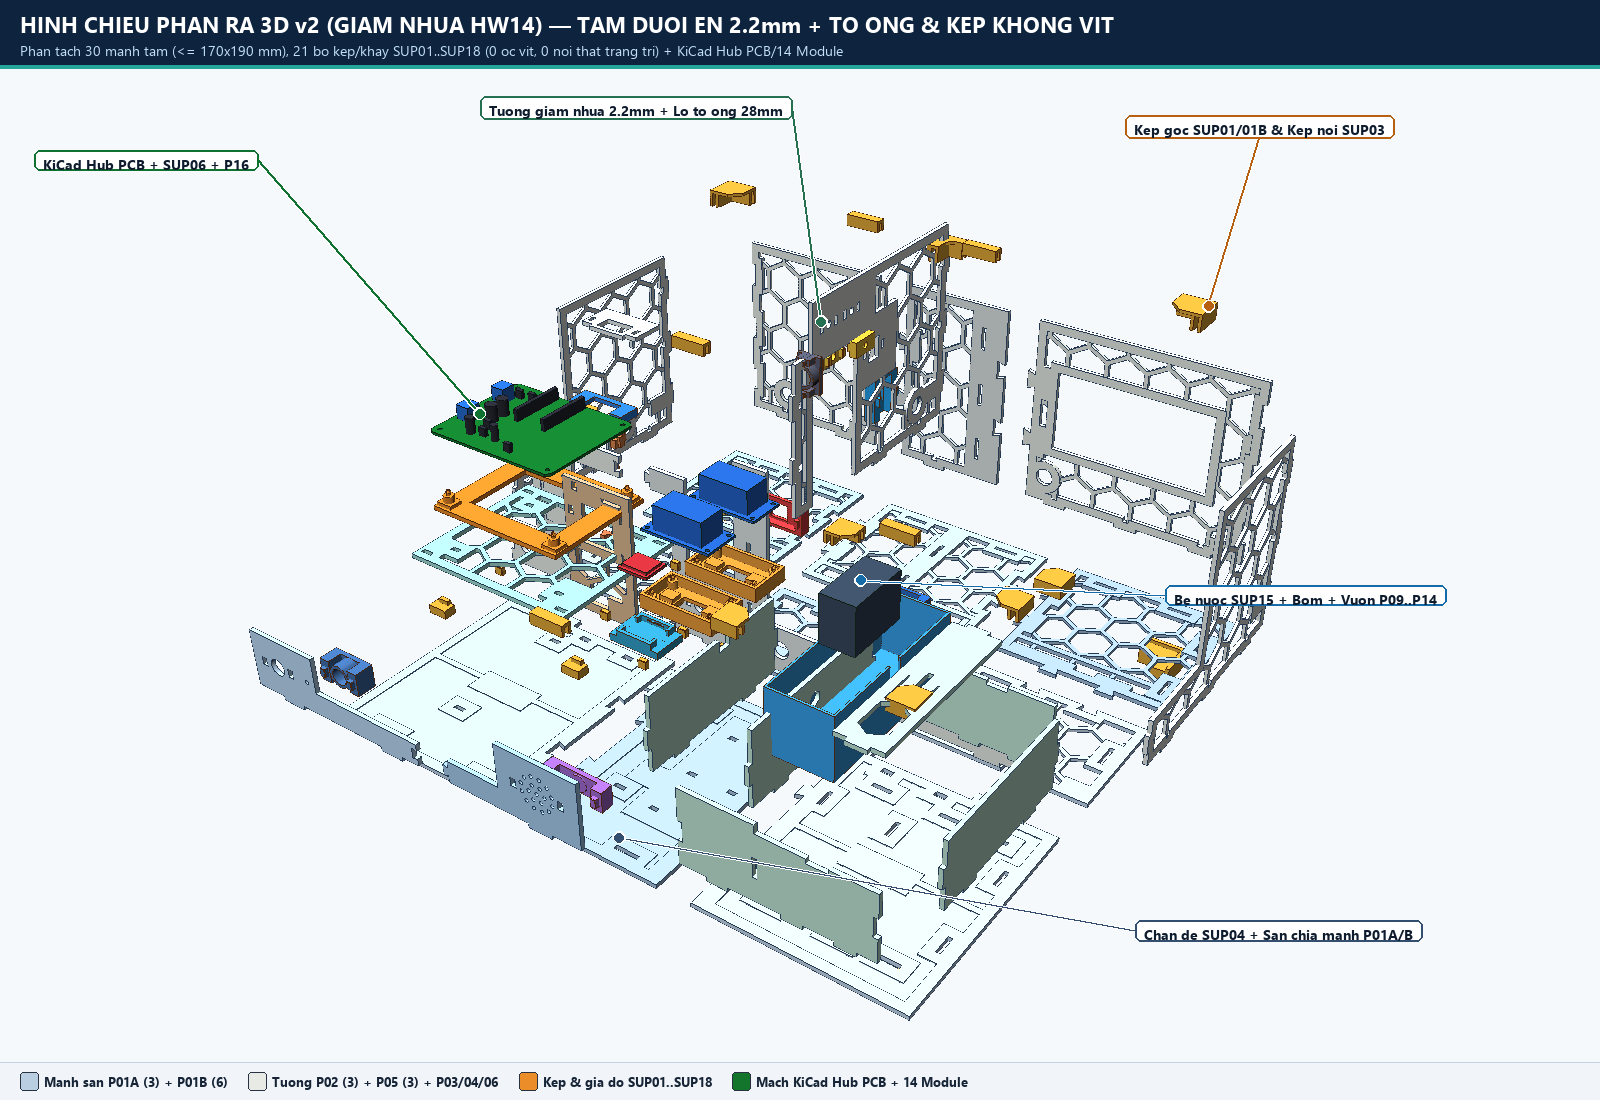 HINH CHIEU PHAN RA 3D v2 (GIAM NHUA HW14) — TAM DUOI EN 2.2mm + TO ONG & KEP KHONG VIT
Phan tach 30 manh tam (<= 170x190 mm), 21 bo kep/khay SUP01..SUP18 (0 oc vit, 0 noi that trang tri) + KiCad Hub PCB/14 Module
Tuong giam nhua 2.2mm + Lo to ong 28mm
Kep goc SUP01/01B & Kep noi SUP03
KiCad Hub PCB + SUP06 + P16
Be nuoc SUP15 + Bom + Vuon P09..P14
Chan de SUP04 + San chia manh P01A/B
Manh san P01A (3) + P01B (6)
Tuong P02 (3) + P05 (3) + P03/04/06
Kep & gia do SUP01..SUP18
Mach KiCad Hub PCB + 14 Module